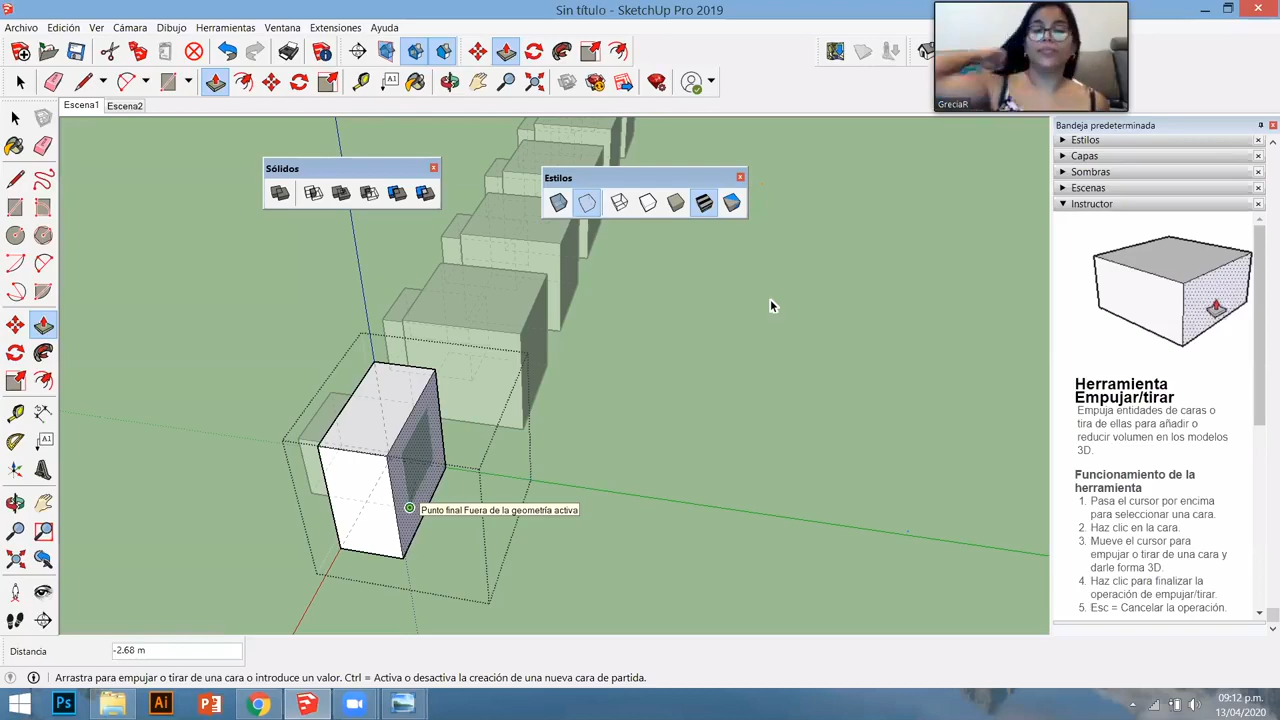 Sin título - SketchUp Pro 2019
Archivo Edición Ver Cámara Dibujo Herramientas Ventana Extensiones Ayuda
Escena1 Escena2
GreciaR
Bandeja predeterminada
Estilos
Capas
Sombras
Escenas
Instructor
Sólidos
Estilos
Punto final Fuera de la geometría activa
Herramienta
Empujar/tirar
Empuja entidades de caras o
tira de ellas para añadir o
reducir volumen en los modelos
3D.
Funcionamiento de la
herramienta
1. Pasa el cursor por encima
para seleccionar una cara.
2. Haz clic en la cara.
3. Mueve el cursor para
empujar o tirar de una cara y
darle forma 3D.
4. Haz clic para finalizar la
operación de empujar/tirar.
5. Esc = Cancelar la operación.
Distancia -2.68 m
Arrastra para empujar o tirar de una cara o introduce un valor. Ctrl = Activa o desactiva la creación de una nueva cara de partida.
Ps Ai P
09:12 p.m.
13/04/2020